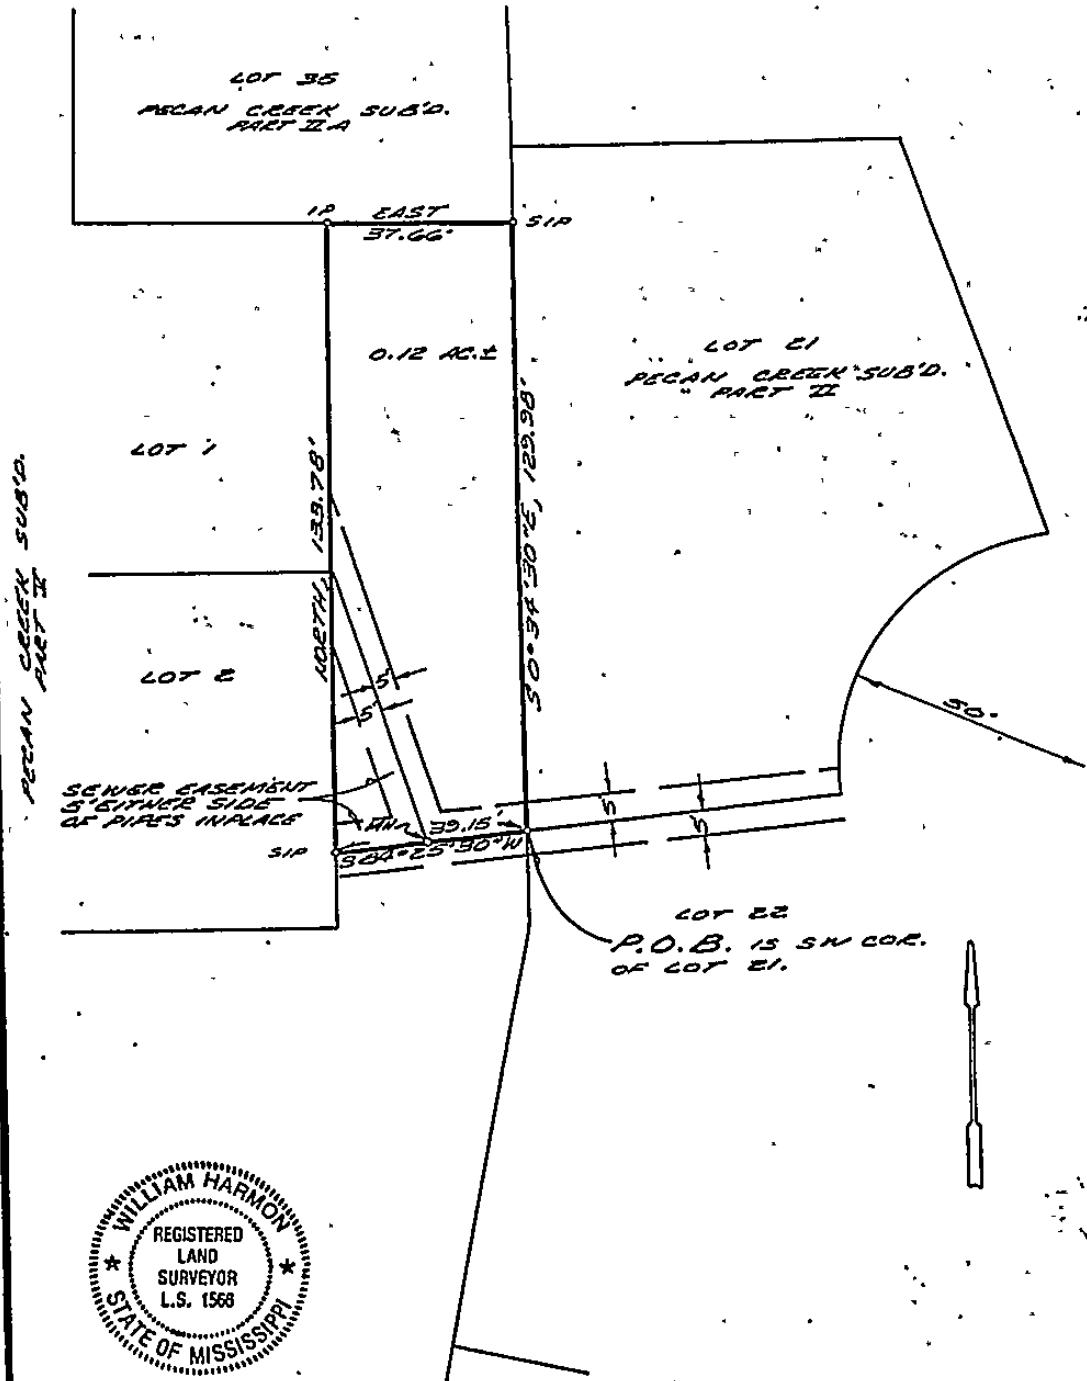 LOT 35
PECAN CREEK SUB'D.
PART II A
IP
EAST
SIP
37.66'
0.12 AC.±
LOT 21
PECAN CREEK SUB'D.
PART II
LOT 1
NORTH, 133.78'
S 0°34'30"E, 129.98'
PECAN CREEK SUB'D.
PART II
LOT 2
5'
5'
50'
SEWER EASEMENT
5' EITHER SIDE
OF PIPES INPLACE
MH
39.15'
5'
5'
SIP
S 84°25'30"W
LOT 22
P.O.B. IS SW COR.
OF LOT 21.
WILLIAM HARMON
REGISTERED
LAND
SURVEYOR
L.S. 1568
STATE OF MISSISSIPPI